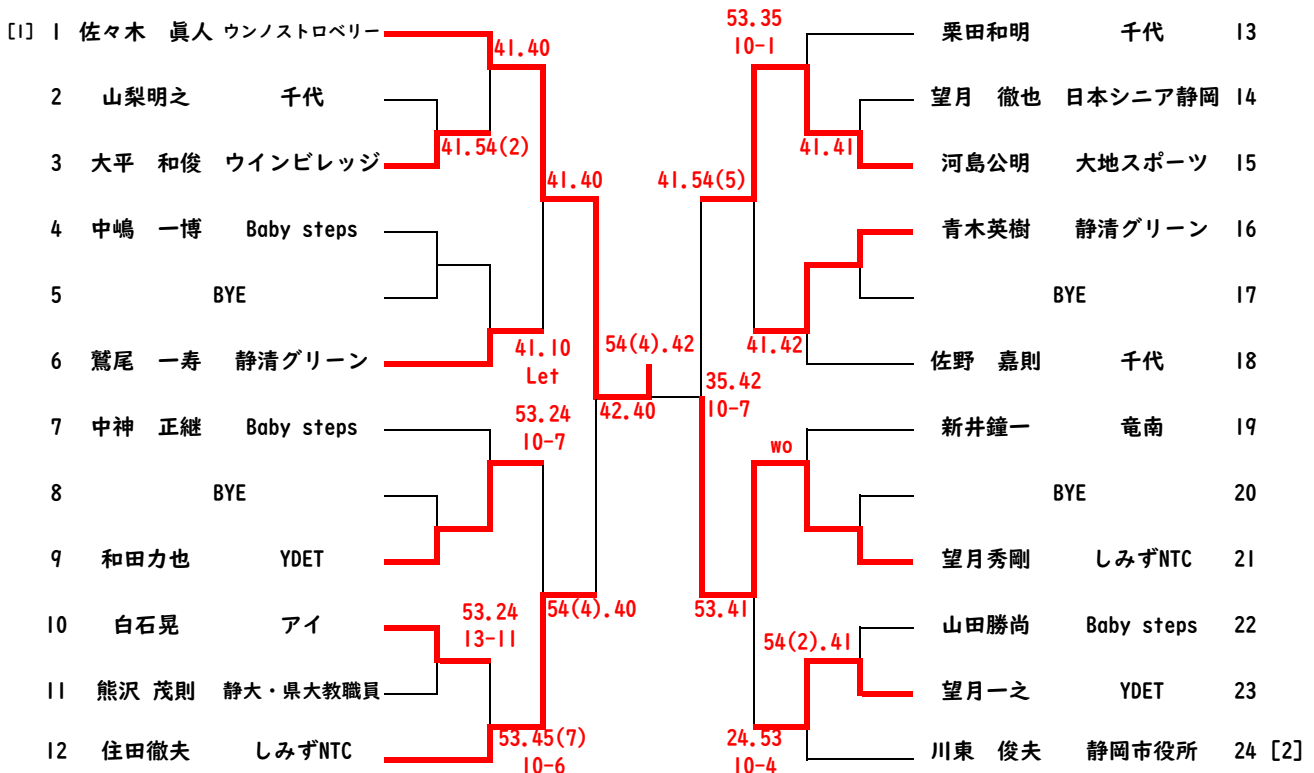 [1] 1 佐々木 眞人 ウンノストロベリー
2 山梨明之 千代
3 大平 和俊 ウインビレッジ
4 中嶋 一博 Baby steps
5 BYE
6 鷲尾 一寿 静清グリーン
7 中神 正継 Baby steps
8 BYE
9 和田力也 YDET
10 白石晃 アイ
11 熊沢 茂則 静大・県大教職員
12 住田徹夫 しみずNTC
41.40
41.54(2)
41.40
41.10
Let
53.24
10-7
42.40
54(4).40
53.24
13-11
53.45(7)
10-6
54(4).42
53.35
10-1
41.41
41.54(5)
41.42
35.42
10-7
wo
53.41
54(2).41
24.53
10-4
栗田和明 千代 13
望月 徹也 日本シニア静岡 14
河島公明 大地スポーツ 15
青木英樹 静清グリーン 16
BYE 17
佐野 嘉則 千代 18
新井鐘一 竜南 19
BYE 20
望月秀剛 しみずNTC 21
山田勝尚 Baby steps 22
望月一之 YDET 23
川東 俊夫 静岡市役所 24 [2]